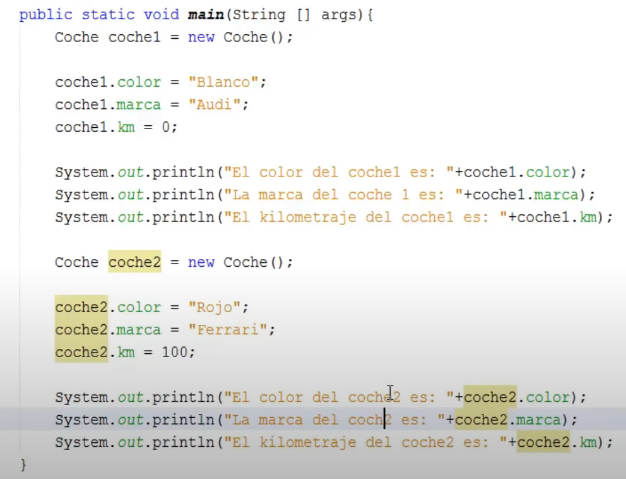 public static void main(String [] args){
Coche coche1 = new Coche();
coche1.color = "Blanco";
coche1.marca = "Audi";
coche1.km = 0;
System.out.println("El color del coche1 es: "+coche1.color);
System.out.println("La marca del coche 1 es: "+coche1.marca);
System.out.println("El kilometraje del coche1 es: "+coche1.km);
Coche coche2 = new Coche();
coche2.color = "Rojo";
coche2.marca = "Ferrari";
coche2.km = 100;
System.out.println("El color del coche2 es: "+coche2.color);
System.out.println("La marca del coch2 es: "+coche2.marca);
System.out.println("El kilometraje del coche2 es: "+coche2.km);
}